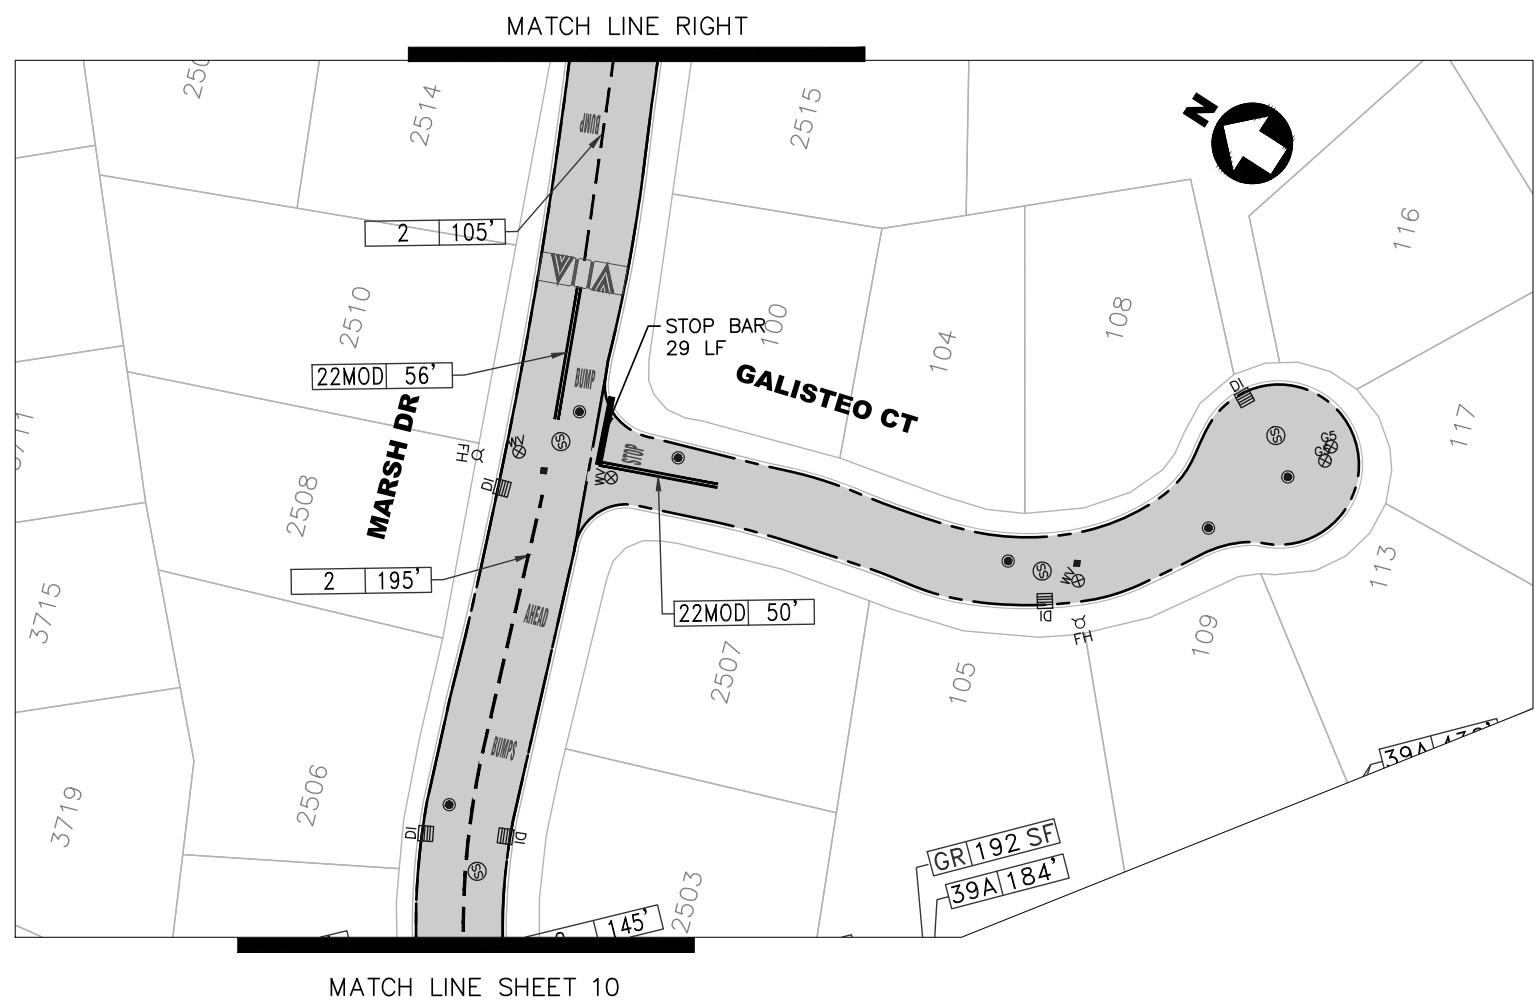 MATCH LINE RIGHT
2514
2515
N
BUMP
2 105'
116
2510
STOP BAR
29 LF
100
104
108
22MOD 56'
BUMP
GALISTEO CT
MARSH DR
DI
117
SS
WV
FH
STOP
SS
DI
WV
2508
113
2 195'
SS
WV
AHEAD
22MOD 50'
DI
FH
3715
2507
105
109
BUMPS
39A
2506
3719
DI
DI
GR 192 SF
SS
39A 184'
2503
145'
MATCH LINE SHEET 10